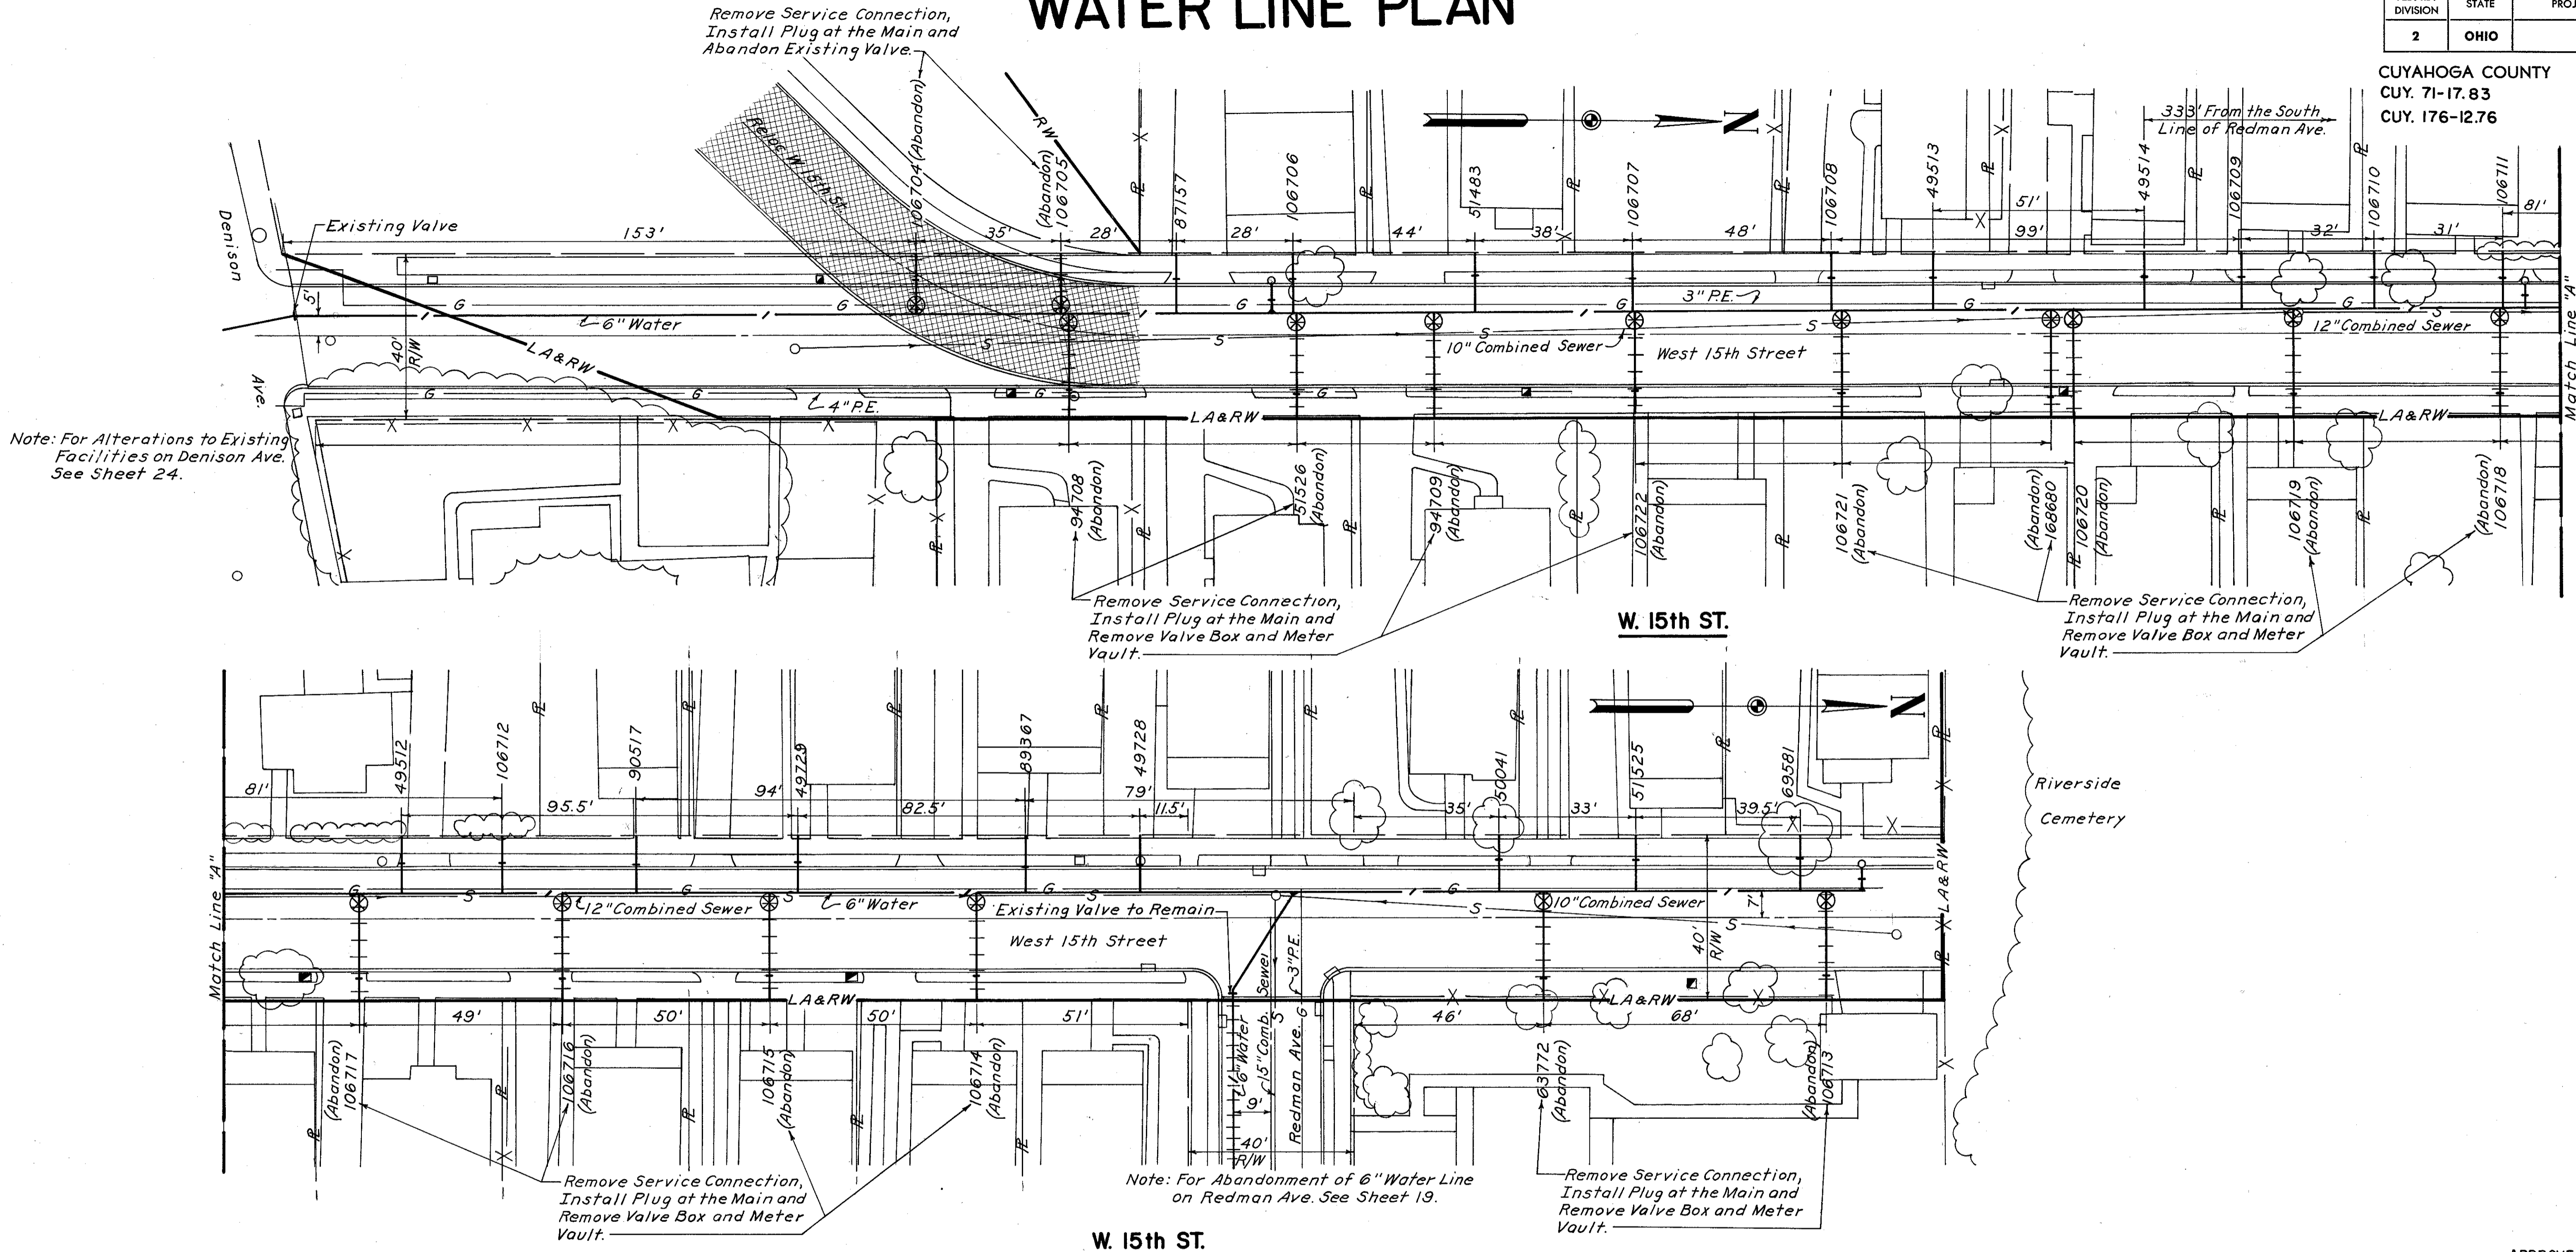 WATER LINE PLAN
DIVISION
STATE
PROJ
2
OHIO
CUYAHOGA COUNTY
CUY. 71-17.83
CUY. 176-12.76
Remove Service Connection,
Install Plug at the Main and
Abandon Existing Valve.
333' From the South
Line of Redman Ave.
RW
Reloc. W. 15th St.
106704 (Abandon)
(Abandon)
106705
87157
106706
51483
106707
106708
49513
49514
106709
106710
106711
N
Denison
Ave.
Existing Valve
153'
35'
28'
28'
44'
38'
48'
99'
51'
32'
31'
81'
5'
G
G
G
G
G
G
3" P.E.
6" Water
S
S
S
S
S
12" Combined Sewer
10" Combined Sewer
West 15th Street
40'
R/W
LA & RW
G
G
G
G
4" P.E.
LA & RW
LA & RW
Match Line "A"
Note: For Alterations to Existing
Facilities on Denison Ave.
See Sheet 24.
94708
(Abandon)
51526
(Abandon)
94709
(Abandon)
106722
(Abandon)
106721
(Abandon)
(Abandon)
168680
106720
(Abandon)
106719
(Abandon)
(Abandon)
106718
Remove Service Connection,
Install Plug at the Main and
Remove Valve Box and Meter
Vault.
W. 15th ST.
Remove Service Connection,
Install Plug at the Main and
Remove Valve Box and Meter
Vault.
49512
106712
90517
49729
89367
49728
50041
51525
69581
N
81'
95.5'
94'
82.5'
79'
11.5'
35'
33'
39.5'
Riverside
Cemetery
Match Line "A"
G
S
G
S
G
S
G
12" Combined Sewer
6" Water
Existing Valve to Remain
10" Combined Sewer
S
S
7'
West 15th Street
40'
R/W
LA & RW
LA & RW
LA & RW
49'
50'
50'
51'
46'
68'
6" Water
15" Comb. Sewer
S
3" P.E.
G
Redman Ave.
9'
40'
R/W
(Abandon)
106717
106716
(Abandon)
106715
(Abandon)
106714
(Abandon)
63772
(Abandon)
(Abandon)
106713
Remove Service Connection,
Install Plug at the Main and
Remove Valve Box and Meter
Vault.
Note: For Abandonment of 6" Water Line
on Redman Ave. See Sheet 19.
Remove Service Connection,
Install Plug at the Main and
Remove Valve Box and Meter
Vault.
W. 15th ST.